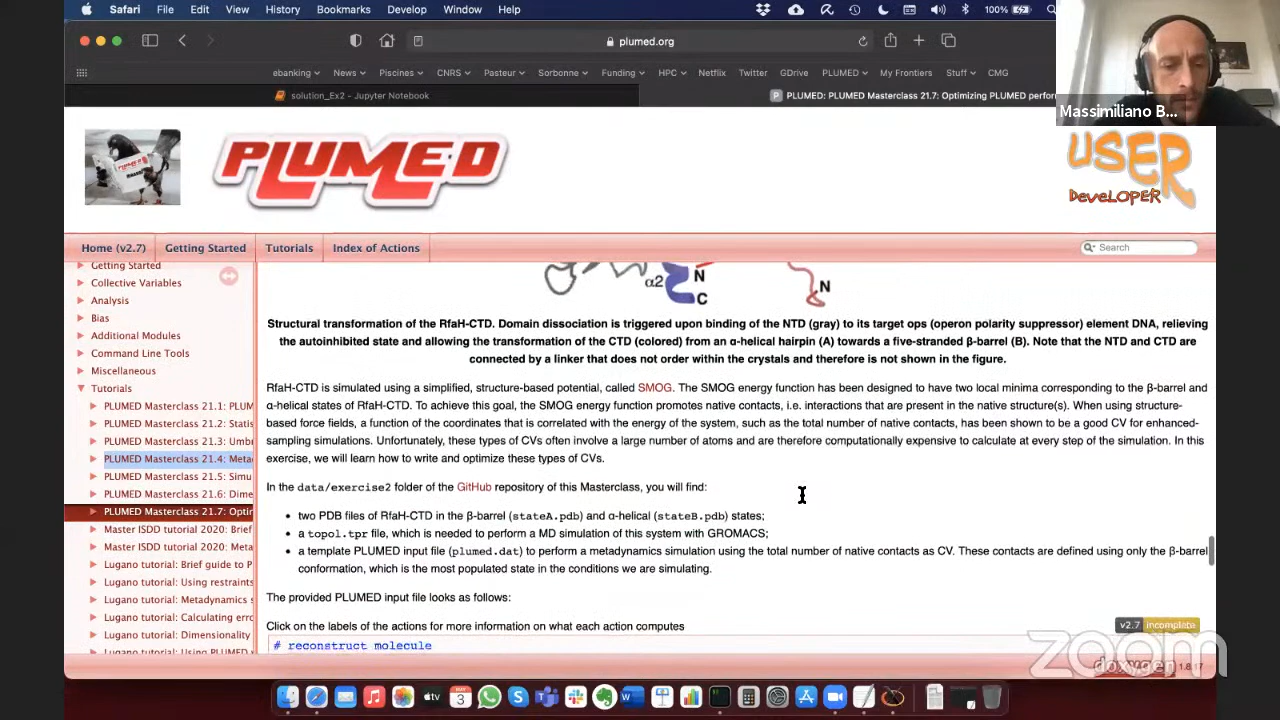 Safari File Edit View History Bookmarks Develop Window Help 100%
plumed.org
ebanking News Piscines CNRS Pasteur Sorbonne Funding HPC Netflix Twitter GDrive PLUMED My Frontiers Stuff CMG
solution_Ex2 – Jupyter Notebook
PLUMED: PLUMED Masterclass 21.7: Optimizing PLUMED perfor
Massimiliano B...
PLUMED
USER
DEVELOPER
Home (v2.7) Getting Started Tutorials Index of Actions Search
Getting Started
Collective Variables
Analysis
Bias
Additional Modules
Command Line Tools
Miscellaneous
Tutorials
PLUMED Masterclass 21.1: PLUM
PLUMED Masterclass 21.2: Statis
PLUMED Masterclass 21.3: Umbr
PLUMED Masterclass 21.4: Meta
PLUMED Masterclass 21.5: Simu
PLUMED Masterclass 21.6: Dime
PLUMED Masterclass 21.7: Optin
Master ISDD tutorial 2020: Brief
Master ISDD tutorial 2020: Meta
Lugano tutorial: Brief guide to P
Lugano tutorial: Using restraints
Lugano tutorial: Metadynamics s
Lugano tutorial: Calculating erro
Lugano tutorial: Dimensionality
Lugano tutorial: Using PLUMED
α2 N
C
N
Structural transformation of the RfaH-CTD. Domain dissociation is triggered upon binding of the NTD (gray) to its target ops (operon polarity suppressor) element DNA, relieving
the autoinhibited state and allowing the transformation of the CTD (colored) from an α-helical hairpin (A) towards a five-stranded β-barrel (B). Note that the NTD and CTD are
connected by a linker that does not order within the crystals and therefore is not shown in the figure.
RfaH-CTD is simulated using a simplified, structure-based potential, called SMOG. The SMOG energy function has been designed to have two local minima corresponding to the β-barrel and
α-helical states of RfaH-CTD. To achieve this goal, the SMOG energy function promotes native contacts, i.e. interactions that are present in the native structure(s). When using structure-
based force fields, a function of the coordinates that is correlated with the energy of the system, such as the total number of native contacts, has been shown to be a good CV for enhanced-
sampling simulations. Unfortunately, these types of CVs often involve a large number of atoms and are therefore computationally expensive to calculate at every step of the simulation. In this
exercise, we will learn how to write and optimize these types of CVs.
In the data/exercise2 folder of the GitHub repository of this Masterclass, you will find:
• two PDB files of RfaH-CTD in the β-barrel (stateA.pdb) and α-helical (stateB.pdb) states;
• a topol.tpr file, which is needed to perform a MD simulation of this system with GROMACS;
• a template PLUMED input file (plumed.dat) to perform a metadynamics simulation using the total number of native contacts as CV. These contacts are defined using only the β-barrel
conformation, which is the most populated state in the conditions we are simulating.
The provided PLUMED input file looks as follows:
Click on the labels of the actions for more information on what each action computes
v2.7 incomplete
# reconstruct molecule
zoom
doxygen 1.8.17